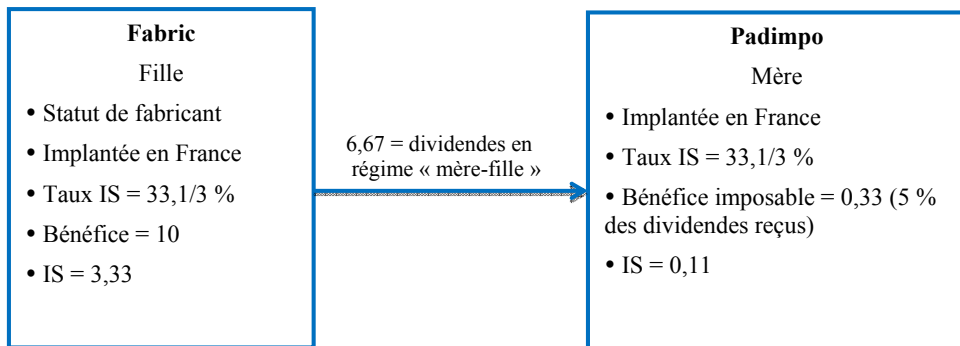 Fabric
Fille
• Statut de fabricant
• Implantée en France
• Taux IS = 33,1/3 %
• Bénéfice = 10
• IS = 3,33
6,67 = dividendes en
régime « mère-fille »
Padimpo
Mère
• Implantée en France
• Taux IS = 33,1/3 %
• Bénéfice imposable = 0,33 (5 %
des dividendes reçus)
• IS = 0,11